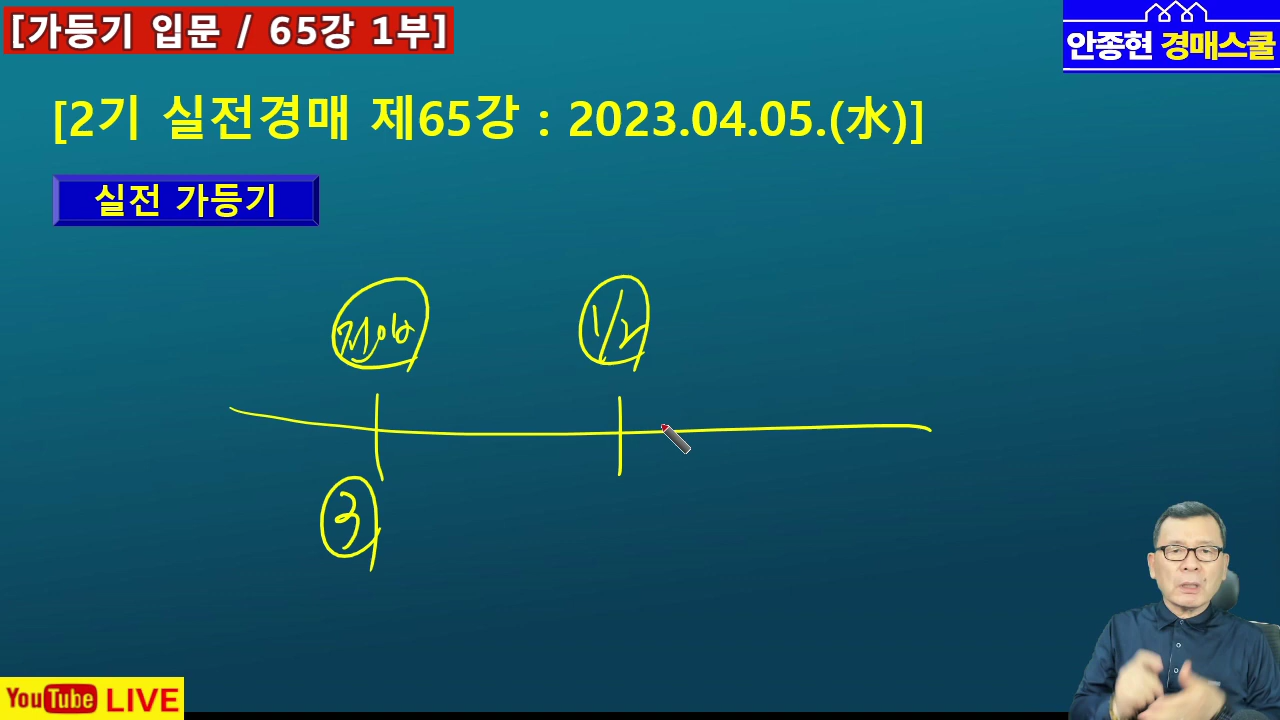 [가등기 입문 / 65강 1부]
안종현 경매스쿨
[2기 실전경매 제65강 : 2023.04.05.(水)]
실전 가등기
1/2
3
YouTube LIVE